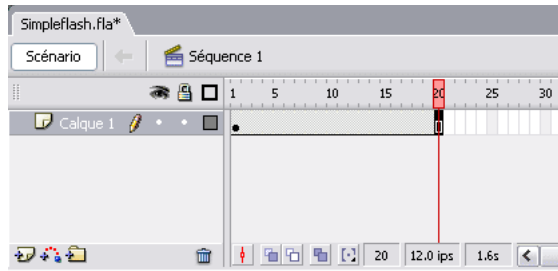 Simpleflash.fla*
Scénario Séquence 1
1 5 10 15 20 25 30
Calque 1
20 12.0 ips 1.6s